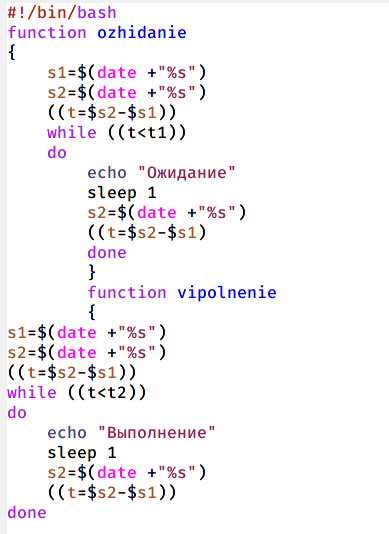 #!/bin/bash
function ozhidanie
{
    s1=$(date +"%s")
    s2=$(date +"%s")
    ((t=$s2-$s1))
    while ((t<t1))
    do
        echo "Ожидание"
        sleep 1
        s2=$(date +"%s")
        ((t=$s2-$s1)
        done
        }
        function vipolnenie
        {
s1=$(date +"%s")
s2=$(date +"%s")
((t=$s2-$s1))
while ((t<t2))
do
    echo "Выполнение"
    sleep 1
    s2=$(date +"%s")
    ((t=$s2-$s1))
done